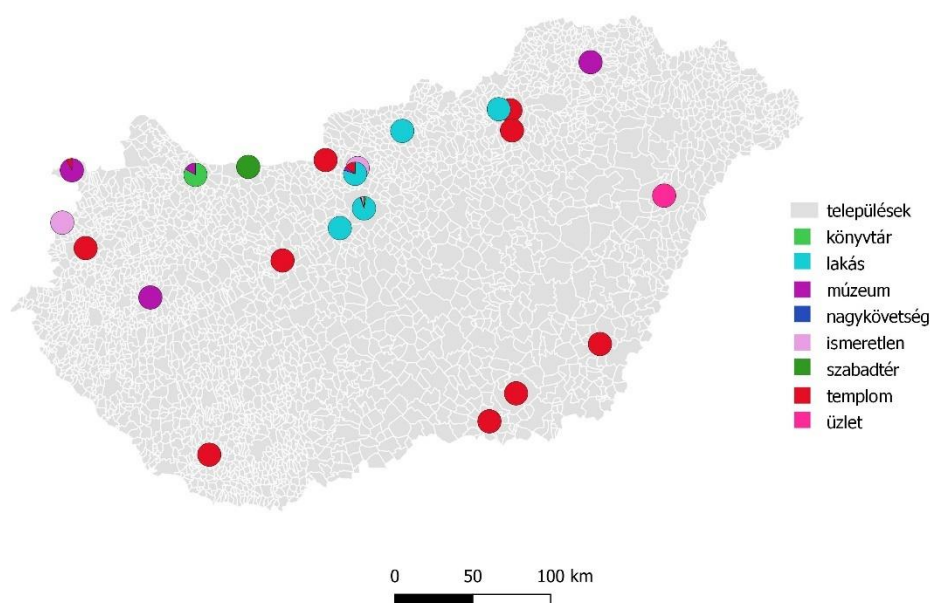 települések
könyvtár
lakás
múzeum
nagykövetség
ismeretlen
szabadtér
templom
üzlet
0 50 100 km